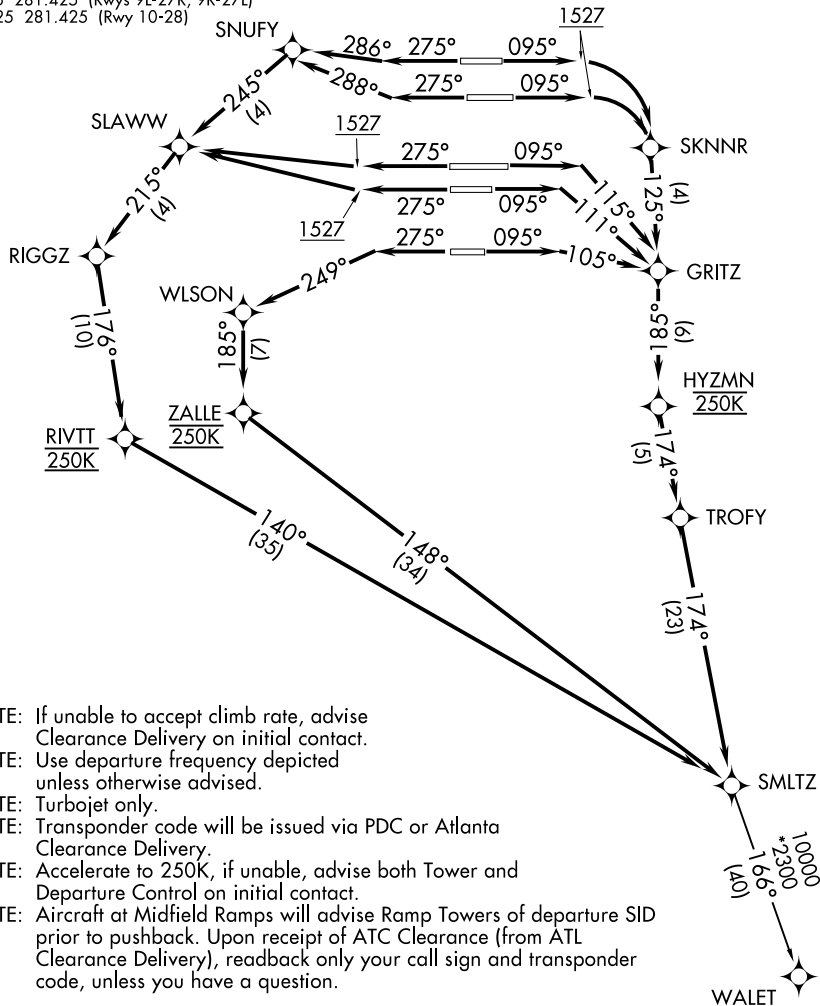 281.425 (Rwys 9L-27R, 9R-27L)
25 281.425 (Rwy 10-28)
SNUFY
1527
286° 275° 095°
288° 275° 095°
245°
(4)
SLAWW
1527
275° 095°
SKNNR
125°
(4)
215°
(4)
115°
111°
275° 095°
1527
275° 095°
105°
RIGGZ
GRITZ
249°
WLSON
176°
(10)
185°
(7)
185°
(6)
HYZMN
250K
ZALLE
250K
RIVTT
250K
174°
(5)
TROFY
140°
(35)
148°
(34)
174°
(23)
TE: If unable to accept climb rate, advise
Clearance Delivery on initial contact.
TE: Use departure frequency depicted
unless otherwise advised.
TE: Turbojet only.
TE: Transponder code will be issued via PDC or Atlanta
Clearance Delivery.
TE: Accelerate to 250K, if unable, advise both Tower and
Departure Control on initial contact.
TE: Aircraft at Midfield Ramps will advise Ramp Towers of departure SID
prior to pushback. Upon receipt of ATC Clearance (from ATL
Clearance Delivery), readback only your call sign and transponder
code, unless you have a question.
SMLTZ
10000
*2300
166°
(40)
WALET